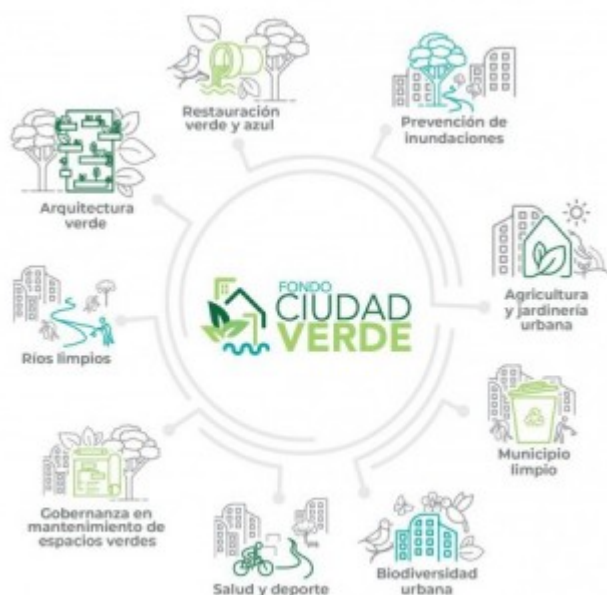 Restauración
verde y azul
Prevención de
inundaciones
Arquitectura
verde
FONDO
CIUDAD
VERDE
Agricultura
y jardinería
urbana
Ríos limpios
Municipio
limpio
Gobernanza en
mantenimiento de
espacios verdes
Salud y deporte
Biodiversidad
urbana